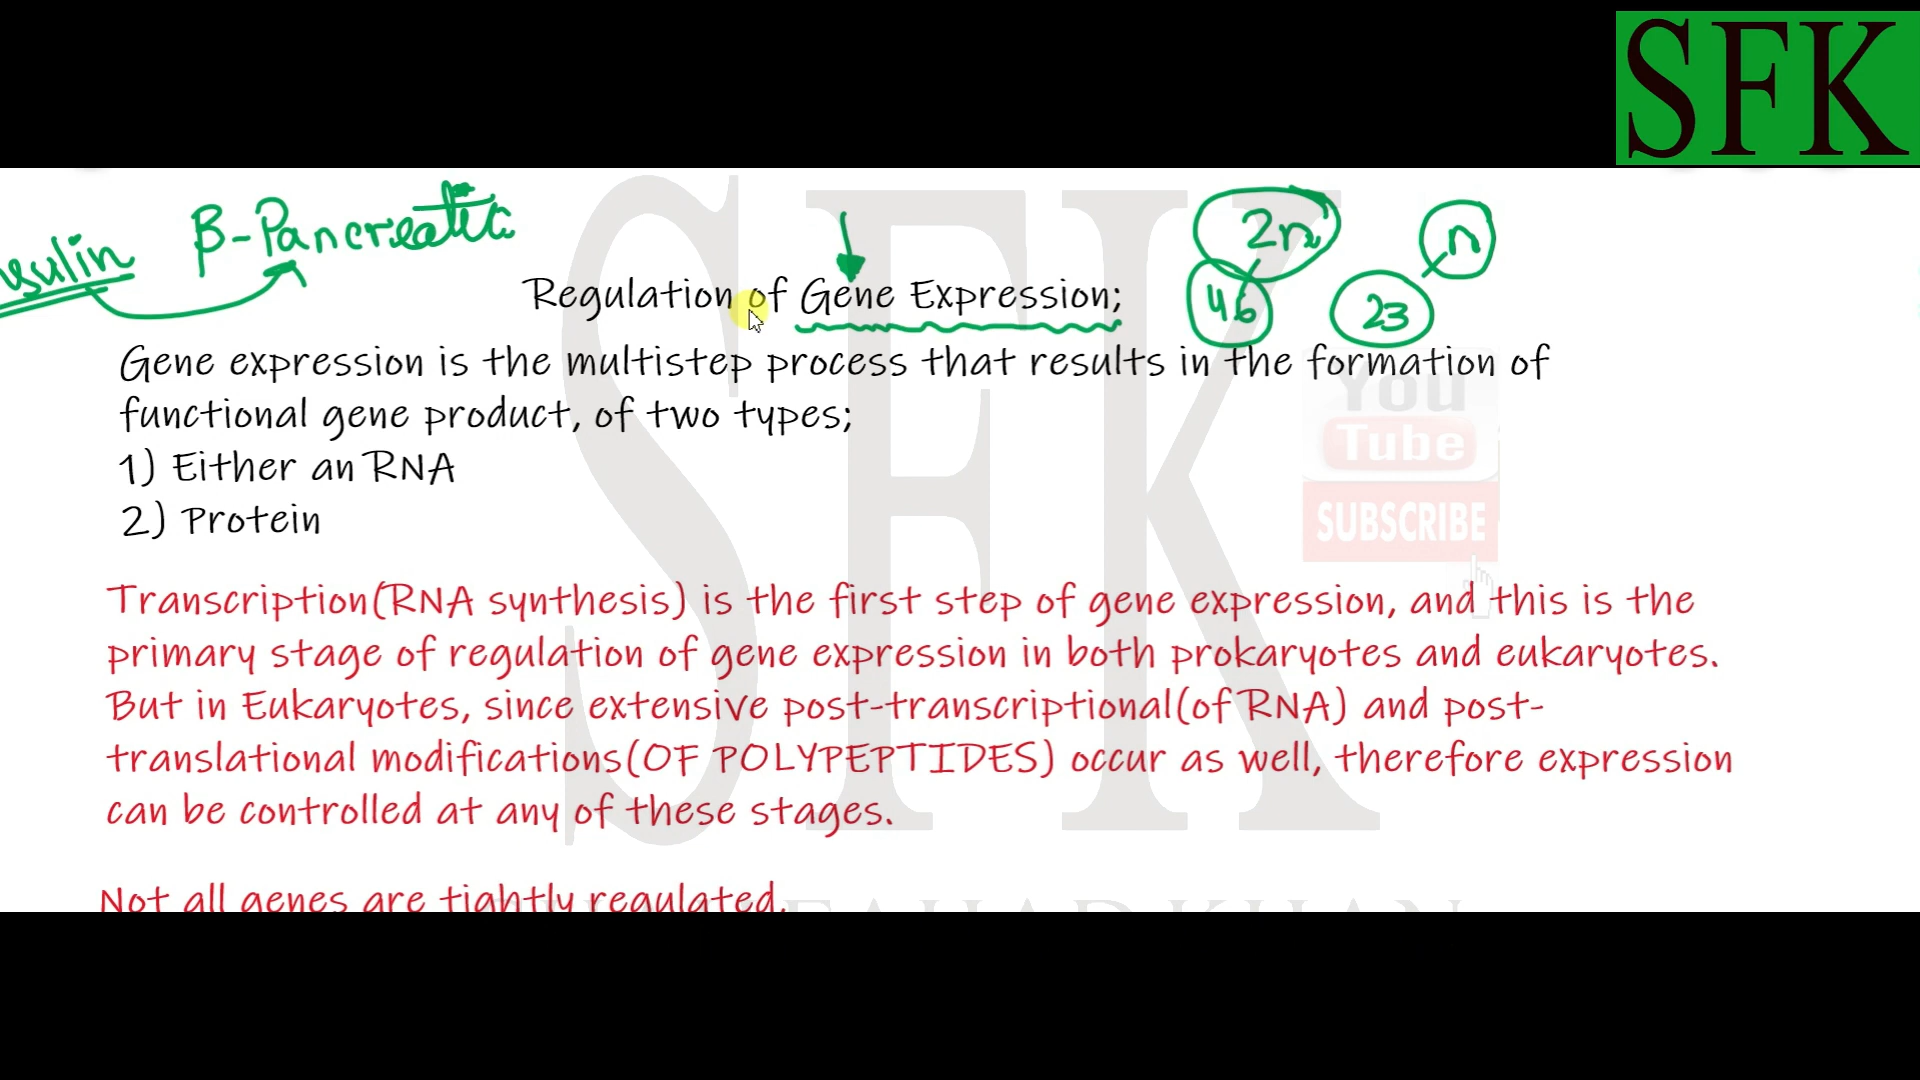 SFK
β-Pancreatic
2n
n
46
23
Regulation of Gene Expression;
Gene expression is the multistep process that results in the formation of
functional gene product, of two types;
1) Either an RNA
2) Protein
You
Tube
SUBSCRIBE
Transcription(RNA synthesis) is the first step of gene expression, and this is the
primary stage of regulation of gene expression in both prokaryotes and eukaryotes.
But in Eukaryotes, since extensive post-transcriptional(of RNA) and post-
translational modifications(OF POLYPEPTIDES) occur as well, therefore expression
can be controlled at any of these stages.
Not all genes are tightly regulated.
SFK